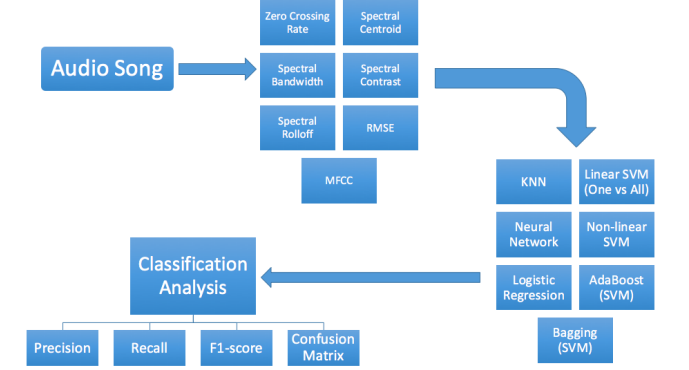 Audio Song
Zero Crossing
Rate
Spectral
Centroid
Spectral
Bandwidth
Spectral
Contrast
Spectral
Rolloff
RMSE
MFCC
KNN
Linear SVM
(One vs All)
Neural
Network
Non-linear
SVM
Logistic
Regression
AdaBoost
(SVM)
Bagging
(SVM)
Classification
Analysis
Precision
Recall
F1-score
Confusion
Matrix